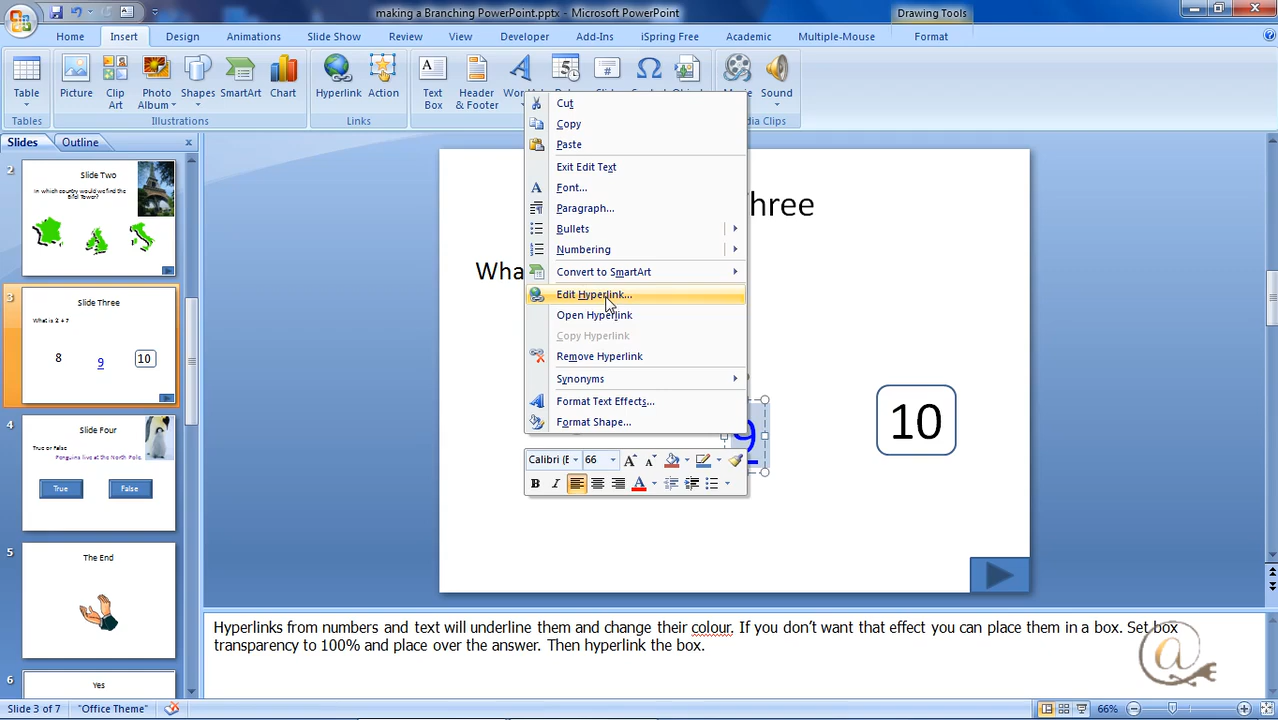 making a Branching PowerPoint.pptx - Microsoft PowerPoint
Drawing Tools
Home
Insert
Design
Animations
Slide Show
Review
View
Developer
Add-Ins
iSpring Free
Academic
Multiple-Mouse
Format
Table
Picture
Clip
Art
Photo
Album
Shapes
SmartArt
Chart
Hyperlink
Action
Text
Box
Header
& Footer
Sound
Tables
Illustrations
Links
Media Clips
Slides
Outline
2
Slide Two
In which country would we find the
Eiffel Tower?
3
Slide Three
What is 2 + 7
8
9
10
4
Slide Four
True or False
Penguins live at the North Pole.
True
False
5
The End
6
Yes
Cut
Copy
Paste
Exit Edit Text
Font...
Paragraph...
Bullets
Numbering
Convert to SmartArt
Edit Hyperlink...
Open Hyperlink
Copy Hyperlink
Remove Hyperlink
Synonyms
Format Text Effects...
Format Shape...
Calibri (E
66
B I
A
hree
What
9
10
Hyperlinks from numbers and text will underline them and change their colour. If you don't want that effect you can place them in a box. Set box
transparency to 100% and place over the answer. Then hyperlink the box.
@
Slide 3 of 7
"Office Theme"
66%